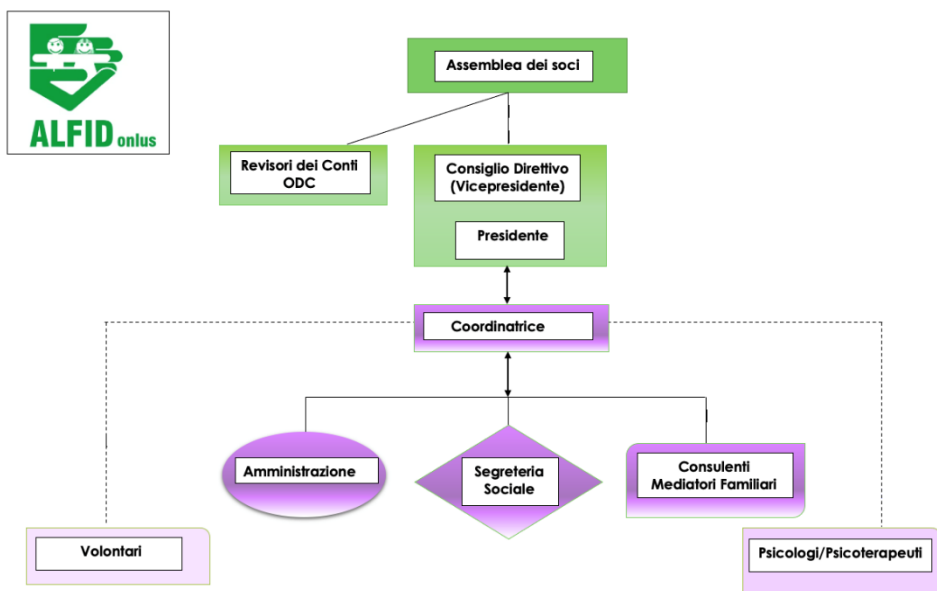 ALFID onlus
Assemblea dei soci
Revisori dei Conti
ODC
Consiglio Direttivo
(Vicepresidente)
Presidente
Coordinatrice
Amministrazione
Segreteria
Sociale
Consulenti
Mediatori Familiari
Volontari
Psicologi/Psicoterapeuti